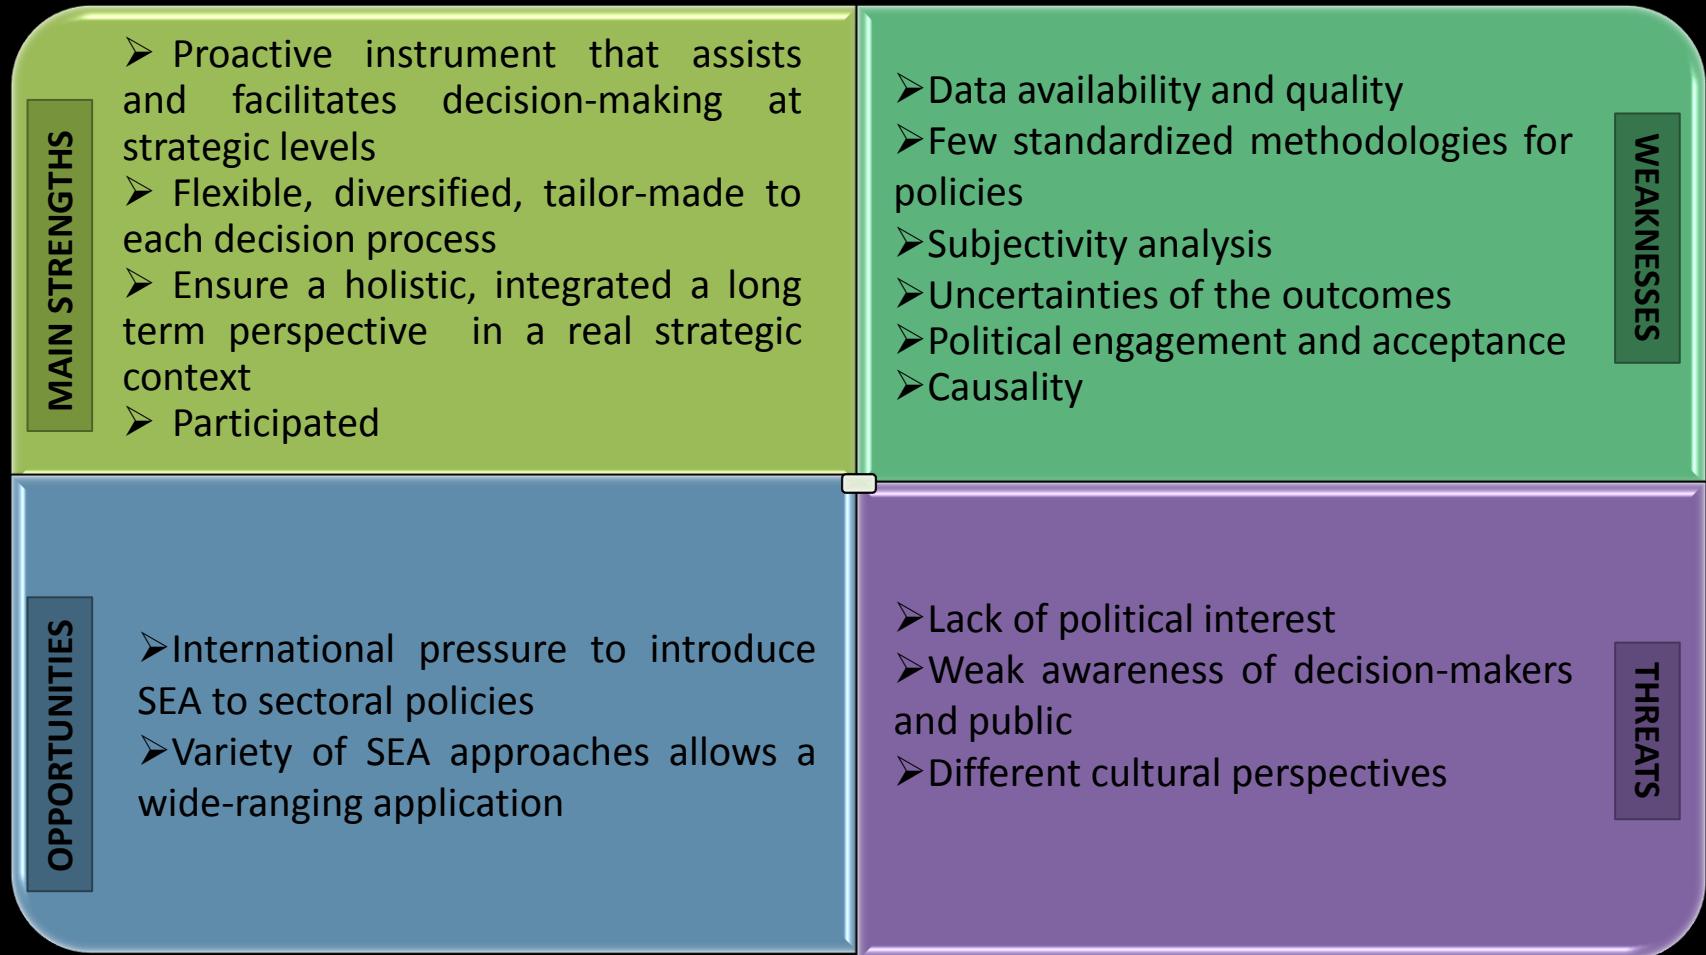 MAIN STRENGTHS
➢ Proactive instrument that assists
and facilitates decision-making at
strategic levels
➢ Flexible, diversified, tailor-made to
each decision process
➢ Ensure a holistic, integrated a long
term perspective in a real strategic
context
➢ Participated
WEAKNESSES
➢Data availability and quality
➢Few standardized methodologies for
policies
➢Subjectivity analysis
➢Uncertainties of the outcomes
➢Political engagement and acceptance
➢Causality
OPPORTUNITIES
➢International pressure to introduce
SEA to sectoral policies
➢Variety of SEA approaches allows a
wide-ranging application
THREATS
➢Lack of political interest
➢Weak awareness of decision-makers
and public
➢Different cultural perspectives